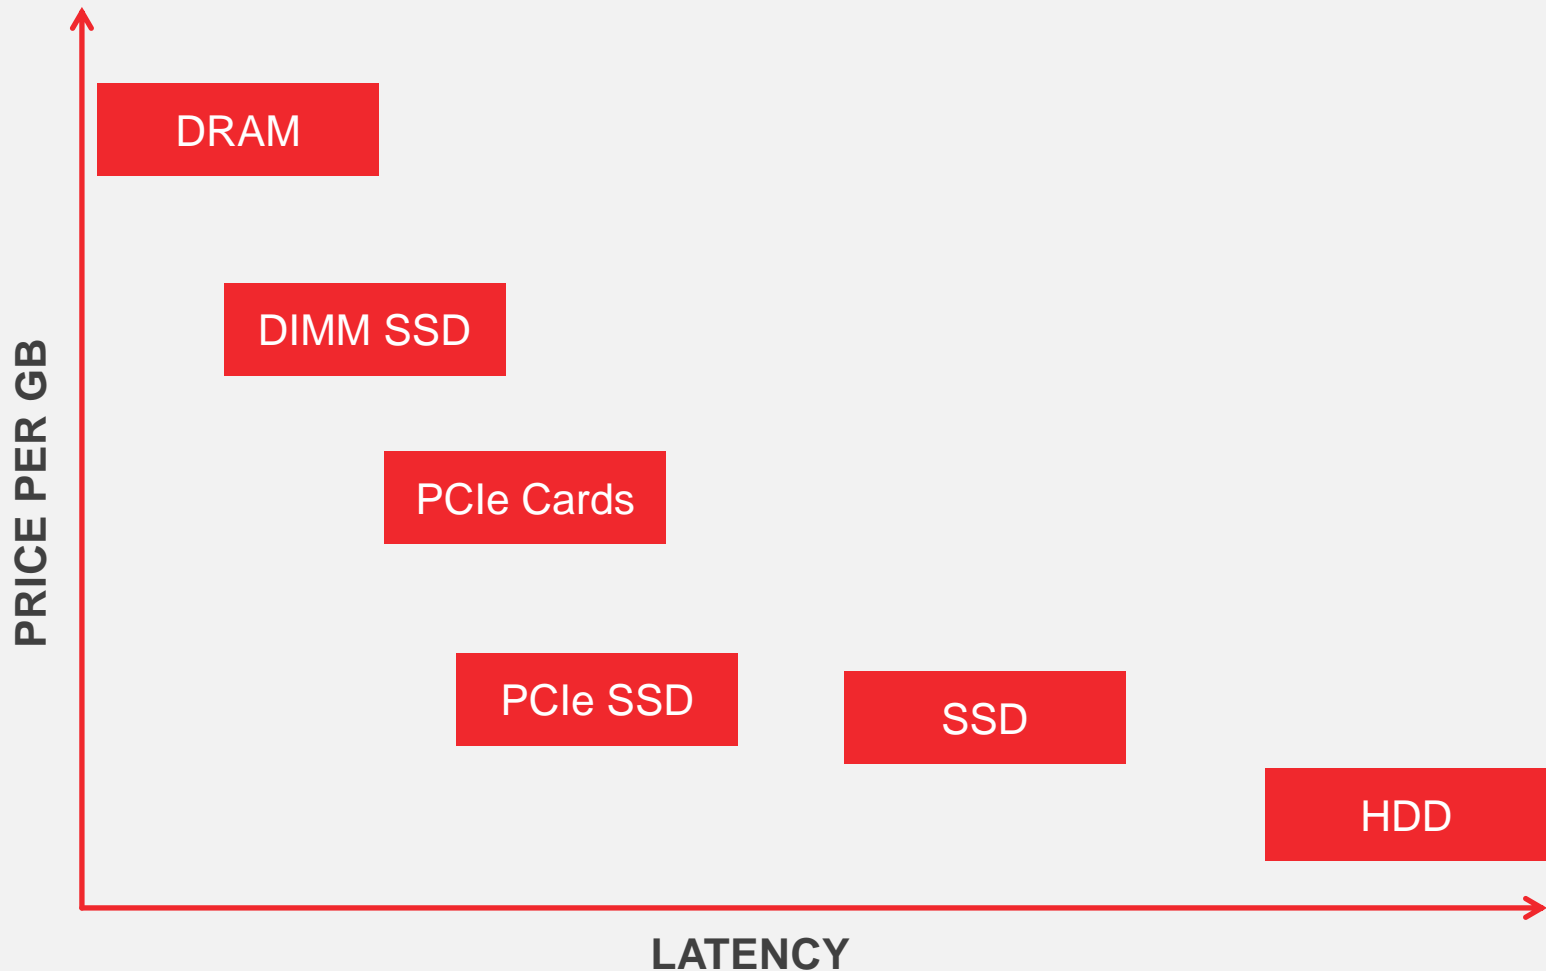 DRAM
DIMM SSD
PRICE PER GB
PCIe Cards
PCIe SSD
SSD
HDD
LATENCY